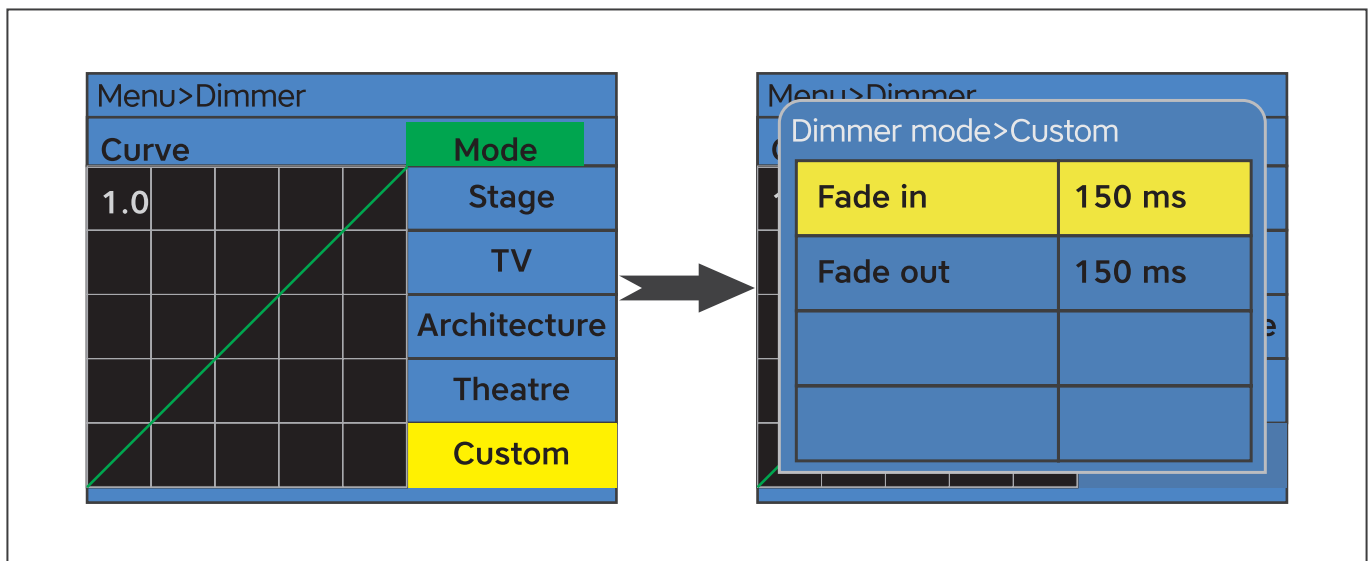 Menu>Dimmer
Curve Mode
1.0 Stage
TV
Architecture
Theatre
Custom
Menu>Dimmer
Dimmer mode>Custom
Fade in 150 ms
Fade out 150 ms